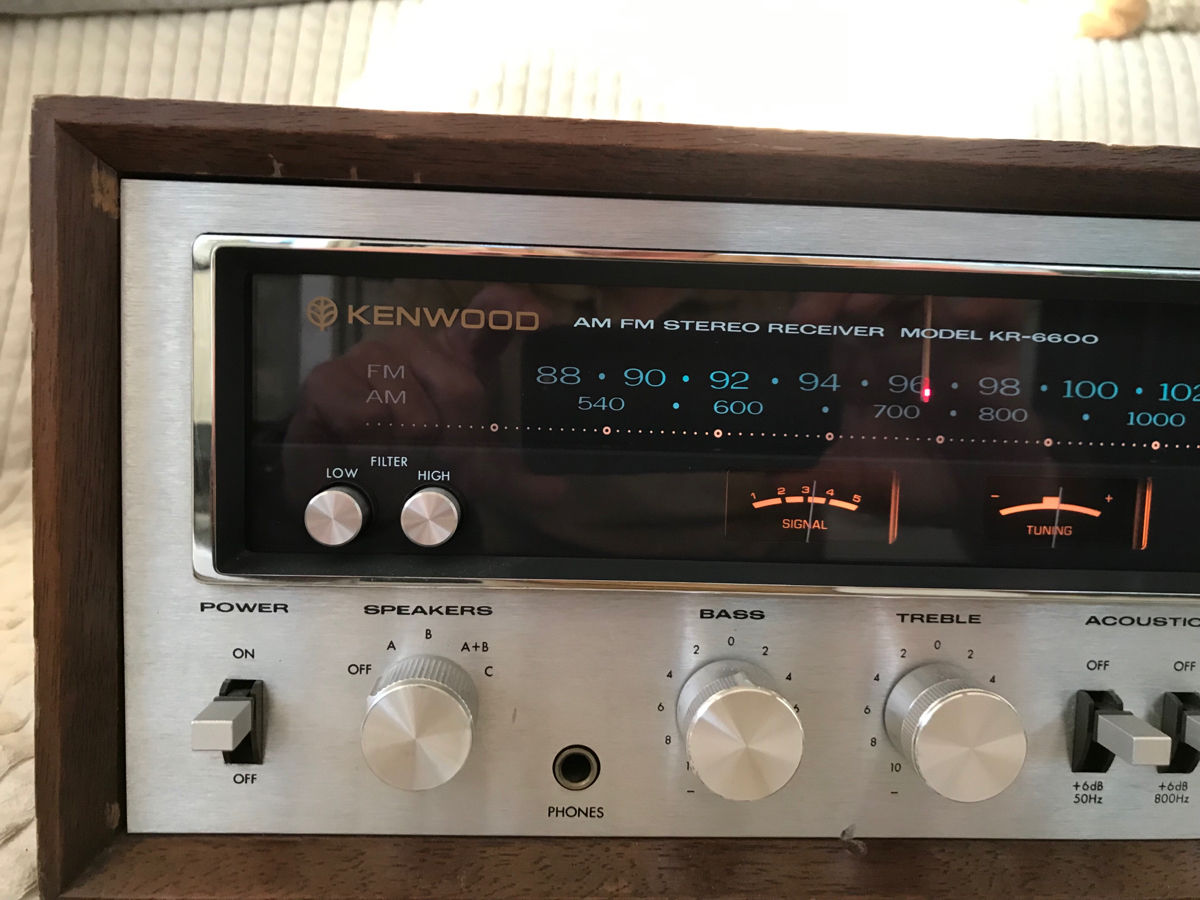 KENWOOD AM FM STEREO RECEIVER MODEL KR-6600
FM 88 • 90 • 92 • 94 • 96 • 98 • 100 • 102
AM 540 • 600 • 700 • 800 • 1000
FILTER
LOW HIGH
1 2 3 4 5
SIGNAL
- +
TUNING
POWER
ON
OFF
SPEAKERS
OFF A B A+B C
PHONES
BASS
- 8 6 4 2 0 2 4 6
TREBLE
- 10 8 6 4 2 0 2 4
ACOUSTIC
OFF OFF
+6dB +6dB
50Hz 800Hz